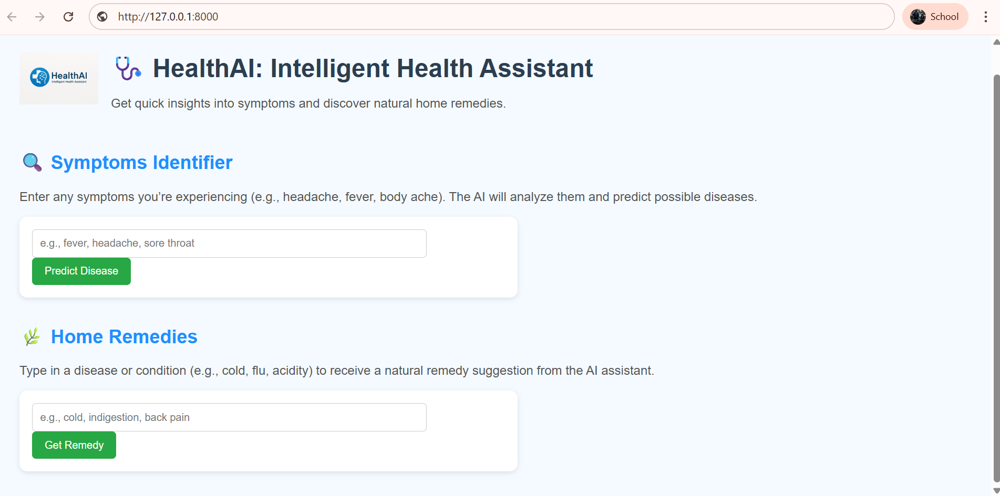 http://127.0.0.1:8000
School
HealthAI
Intelligent Health Assistant
HealthAI: Intelligent Health Assistant
Get quick insights into symptoms and discover natural home remedies.
Symptoms Identifier
Enter any symptoms you’re experiencing (e.g., headache, fever, body ache). The AI will analyze them and predict possible diseases.
e.g., fever, headache, sore throat
Predict Disease
Home Remedies
Type in a disease or condition (e.g., cold, flu, acidity) to receive a natural remedy suggestion from the AI assistant.
e.g., cold, indigestion, back pain
Get Remedy